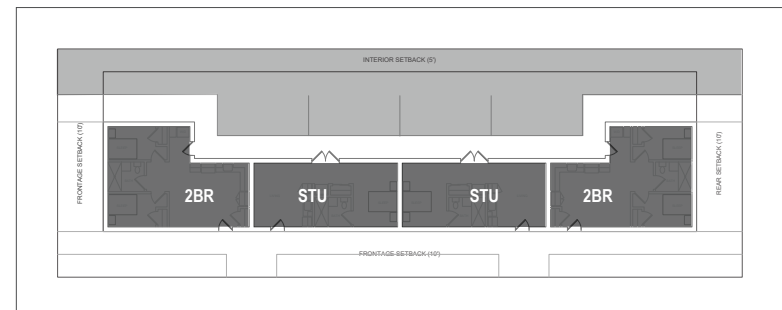 INTERIOR SETBACK (5')
FRONTAGE SETBACK (10')
2BR
STU
STU
2BR
REAR SETBACK (10')
FRONTAGE SETBACK (10')